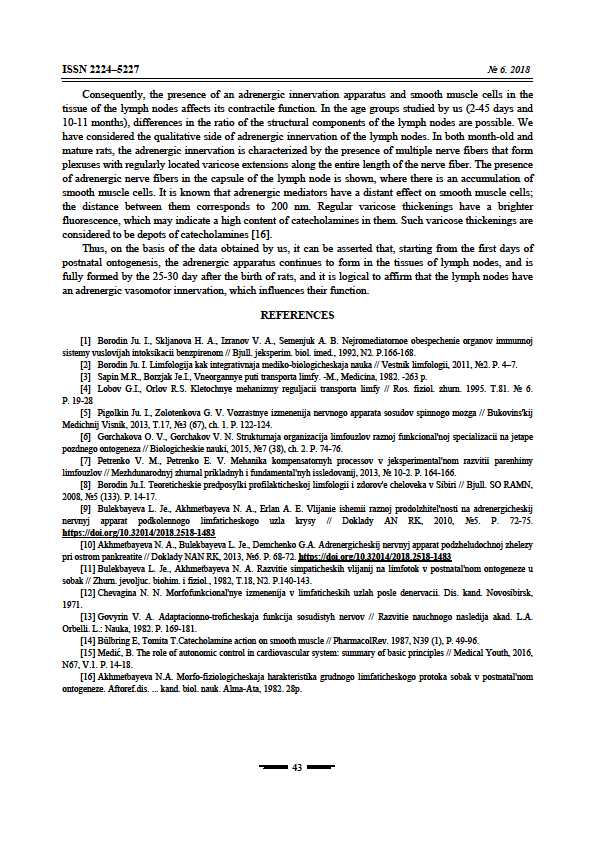 ISSN 2224–5227 № 6. 2018
Consequently, the presence of an adrenergic innervation apparatus and smooth muscle cells in the
tissue of the lymph nodes affects its contractile function. In the age groups studied by us (2-45 days and
10-11 months), differences in the ratio of the structural components of the lymph nodes are possible. We
have considered the qualitative side of adrenergic innervation of the lymph nodes. In both month-old and
mature rats, the adrenergic innervation is characterized by the presence of multiple nerve fibers that form
plexuses with regularly located varicose extensions along the entire length of the nerve fiber. The presence
of adrenergic nerve fibers in the capsule of the lymph node is shown, where there is an accumulation of
smooth muscle cells. It is known that adrenergic mediators have a distant effect on smooth muscle cells;
the distance between them corresponds to 200 nm. Regular varicose thickenings have a brighter
fluorescence, which may indicate a high content of catecholamines in them. Such varicose thickenings are
considered to be depots of catecholamines [16].
Thus, on the basis of the data obtained by us, it can be asserted that, starting from the first days of
postnatal ontogenesis, the adrenergic apparatus continues to form in the tissues of lymph nodes, and is
fully formed by the 25-30 day after the birth of rats, and it is logical to affirm that the lymph nodes have
an adrenergic vasomotor innervation, which influences their function.
REFERENCES
[1] Borodin Ju. I., Skljanova H. A., Izranov V. A., Semenjuk A. B. Nejromediatornoe obespechenie organov immunnoj
sistemy vuslovijah intoksikacii benzpirenom // Bjull. jeksperim. biol. imed., 1992, N2. P.166-168.
[2] Borodin Ju. I. Limfologija kak integrativnaja mediko-biologicheskaja nauka // Vestnik limfologii, 2011, №2. P. 4–7.
[3] Sapin M.R., Borzjak Je.I., Vneorgannye puti transporta limfy. -M., Medicina, 1982. -263 p.
[4] Lobov G.I., Orlov R.S. Kletochnye mehanizmy reguljacii transporta limfy // Ros. fiziol. zhurn. 1995. T.81. № 6.
P. 19-28
[5] Pigolkin Ju. I., Zolotenkova G. V. Vozrastnye izmenenija nervnogo apparata sosudov spinnogo mozga // Bukovins'kij
Medichnij Visnik, 2013, T.17, №3 (67), ch. 1. P. 122-124.
[6] Gorchakova O. V., Gorchakov V. N. Strukturnaja organizacija limfouzlov raznoj funkcional'noj specializacii na jetape
pozdnego ontogeneza // Biologicheskie nauki, 2015, №7 (38), ch. 2. P. 74-76.
[7] Petrenko V. M., Petrenko E. V. Mehanika kompensatornyh processov v jeksperimental'nom razvitii parenhimy
limfouzlov // Mezhdunarodnyj zhurnal prikladnyh i fundamental'nyh issledovanij, 2013, № 10-2. P. 164-166.
[8] Borodin Ju.I. Teoreticheskie predposylki profilakticheskoj limfologii i zdorov'e cheloveka v Sibiri // Bjull. SO RAMN,
2008, №5 (133). P. 14-17.
[9] Bulekbayeva L. Je., Akhmetbayeva N. A., Erlan A. E. Vlijanie ishemii raznoj prodolzhitel'nosti na adrenergicheskij
nervnyj apparat podkolennogo limfaticheskogo uzla krysy // Doklady AN RK, 2010, №5. P. 72-75.
https://doi.org/10.32014/2018.2518-1483
[10] Akhmetbayeva N. A., Bulekbayeva L. Je., Demchenko G.A. Adrenergicheskij nervnyj apparat podzheludochnoj zhelezy
pri ostrom pankreatite // Doklady NAN RK, 2013, №6. P. 68-72. https://doi.org/10.32014/2018.2518-1483
[11] Bulekbayeva L. Je., Akhmetbayeva N. A. Razvitie simpaticheskih vlijanij na limfotok v postnatal'nom ontogeneze u
sobak // Zhurn. jevoljuc. biohim. i fiziol., 1982, T.18, N2. P.140-143.
[12] Chevagina N. N. Morfofunkcional'nye izmenenija v limfaticheskih uzlah posle denervacii. Dis. kand. Novosibirsk,
1971.
[13] Govyrin V. A. Adaptacionno-troficheskaja funkcija sosudistyh nervov // Razvitie nauchnogo nasledija akad. L.A.
Orbelli. L.: Nauka, 1982. P. 169-181.
[14] Bülbring E, Tomita T.Catecholamine action on smooth muscle // PharmacolRev. 1987, N39 (1), P. 49-96.
[15] Medić, B. The role of autonomic control in cardiovascular system: summary of basic principles // Medical Youth, 2016,
N67, V.1. P. 14-18.
[16] Akhmetbayeva N.A. Morfo-fiziologicheskaja harakteristika grudnogo limfaticheskogo protoka sobak v postnatal'nom
ontogeneze. Aftoref.dis. ... kand. biol. nauk. Alma-Ata, 1982. 28p.
43